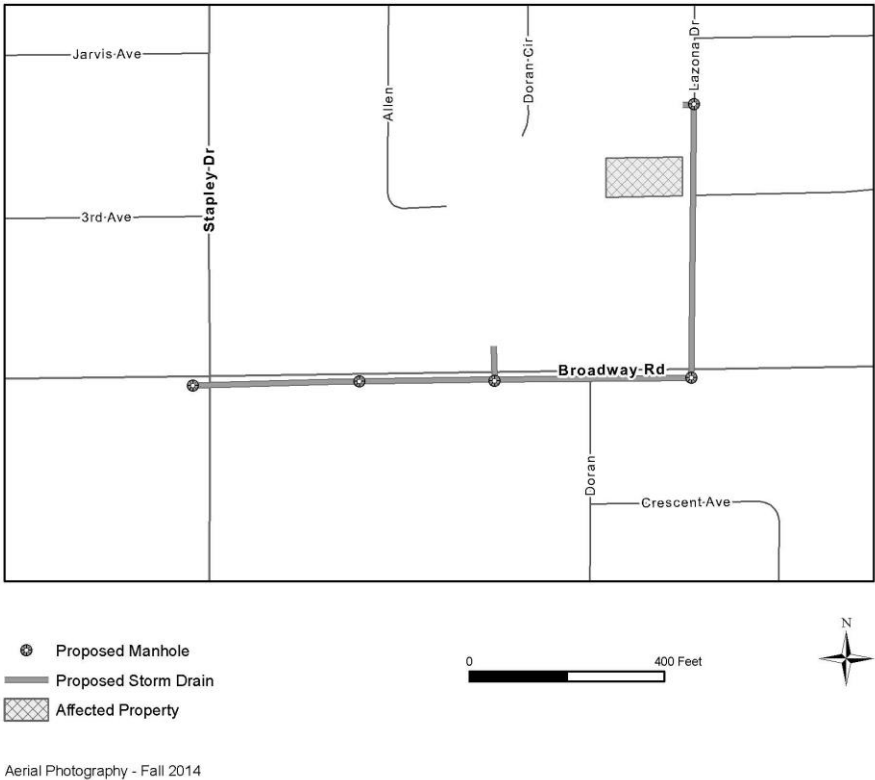 Jarvis Ave
Allen
Doran Cir
Lazona Dr
Stapley Dr
3rd Ave
Broadway Rd
Doran
Crescent Ave
N
Proposed Manhole
0 400 Feet
Proposed Storm Drain
Affected Property
Aerial Photography - Fall 2014